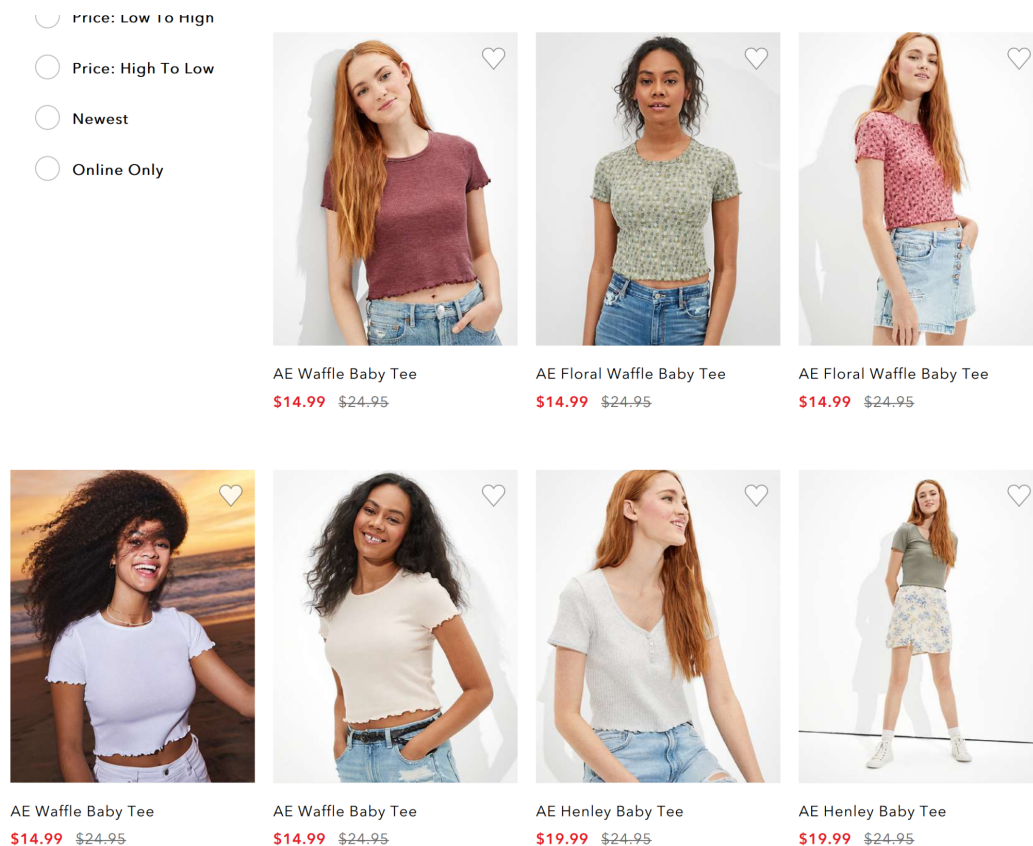 Price: Low To High
Price: High To Low
Newest
Online Only
AE Waffle Baby Tee
$14.99 $24.95
AE Floral Waffle Baby Tee
$14.99 $24.95
AE Floral Waffle Baby Tee
$14.99 $24.95
AE Waffle Baby Tee
$14.99 $24.95
AE Waffle Baby Tee
$14.99 $24.95
AE Henley Baby Tee
$19.99 $24.95
AE Henley Baby Tee
$19.99 $24.95